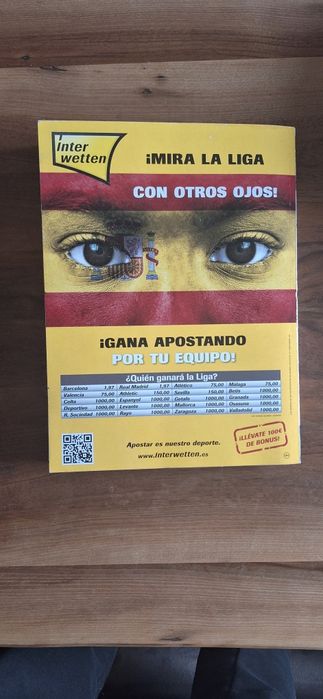 inter
wetten
¡MIRA LA LIGA
CON OTROS OJOS!
¡GANA APOSTANDO
POR TU EQUIPO!
¿Quién ganará la Liga?
Barcelona 1,97 Real Madrid 1,97 Atlético 75,00 Málaga 75,00
Valencia 75,00 Athletic 150,00 Sevilla 150,00 Betis 1000,00
Celta 1000,00 Espanyol 1000,00 Getafe 1000,00 Granada 1000,00
Deportivo 1000,00 Levante 1000,00 Mallorca 1000,00 Osasuna 1000,00
R. Sociedad 1000,00 Rayo 1000,00 Zaragoza 1000,00 Valladolid 1000,00
Apostar es nuestro deporte.
www.interwetten.es
¡LLÉVATE 100€
DE BONUS!